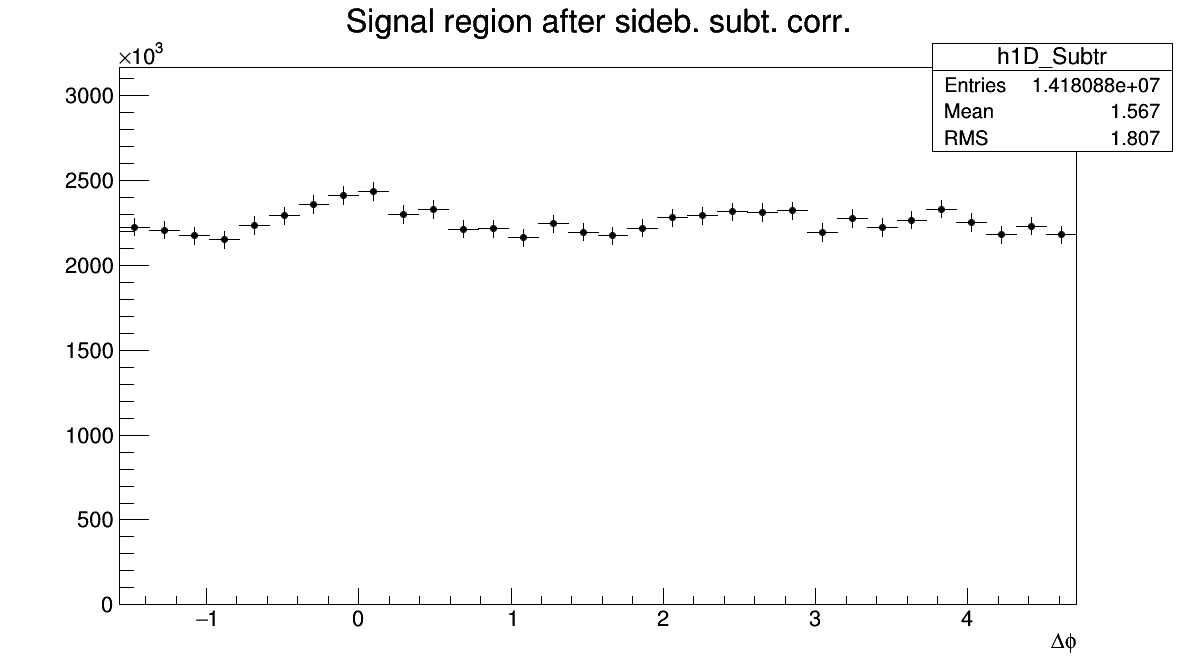 Signal region after sideb. subt. corr.
×10³
h1D_Subtr
Entries 1.418088e+07
Mean 1.567
RMS 1.807
3000
2500
2000
1500
1000
500
0
−1 0 1 2 3 4
Δϕ